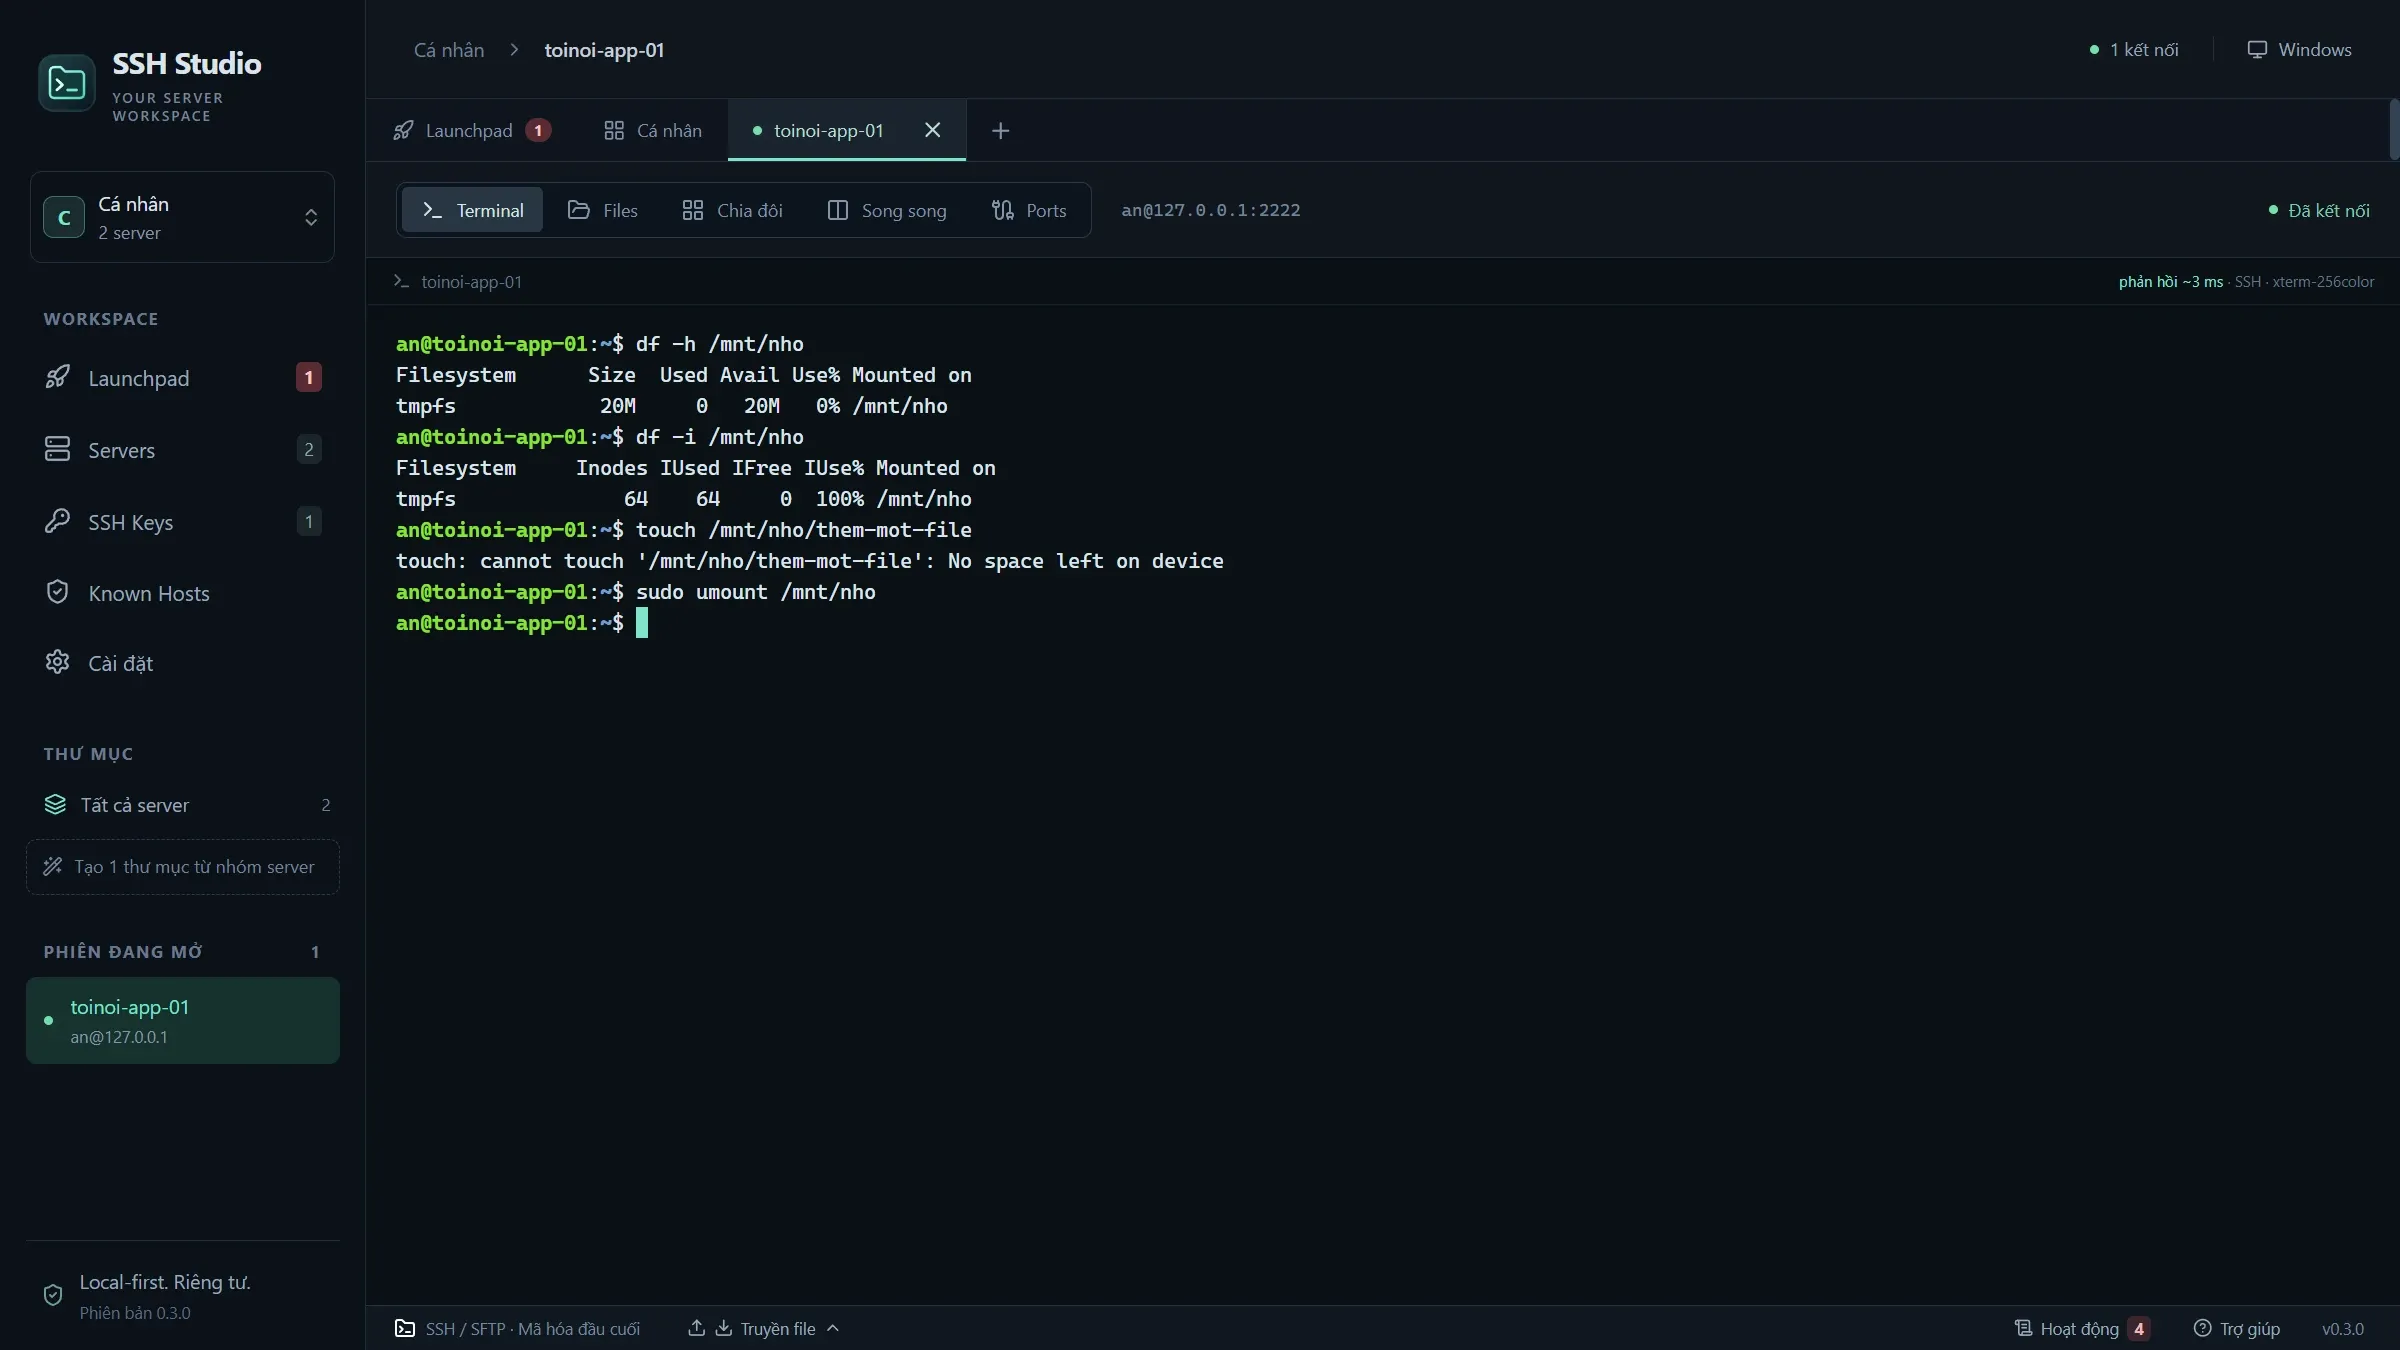 SSH Studio
YOUR SERVER
WORKSPACE
C
Cá nhân
2 server
WORKSPACE
Launchpad 1
Servers 2
SSH Keys 1
Known Hosts
Cài đặt
THƯ MỤC
Tất cả server 2
Tạo 1 thư mục từ nhóm server
PHIÊN ĐANG MỞ 1
toinoi-app-01
an@127.0.0.1
Local-first. Riêng tư.
Phiên bản 0.3.0
Cá nhân > toinoi-app-01
1 kết nối
Windows
Launchpad 1
Cá nhân
toinoi-app-01
Terminal
Files
Chia đôi
Song song
Ports
an@127.0.0.1:2222
Đã kết nối
toinoi-app-01
phản hồi ~3 ms · SSH · xterm-256color
an@toinoi-app-01:~$ df -h /mnt/nho
Filesystem      Size  Used Avail Use% Mounted on
tmpfs            20M     0   20M   0% /mnt/nho
an@toinoi-app-01:~$ df -i /mnt/nho
Filesystem     Inodes IUsed IFree IUse% Mounted on
tmpfs              64    64     0  100% /mnt/nho
an@toinoi-app-01:~$ touch /mnt/nho/them-mot-file
touch: cannot touch '/mnt/nho/them-mot-file': No space left on device
an@toinoi-app-01:~$ sudo umount /mnt/nho
an@toinoi-app-01:~$
SSH / SFTP · Mã hóa đầu cuối
Truyền file
Hoạt động 4
Trợ giúp
v0.3.0